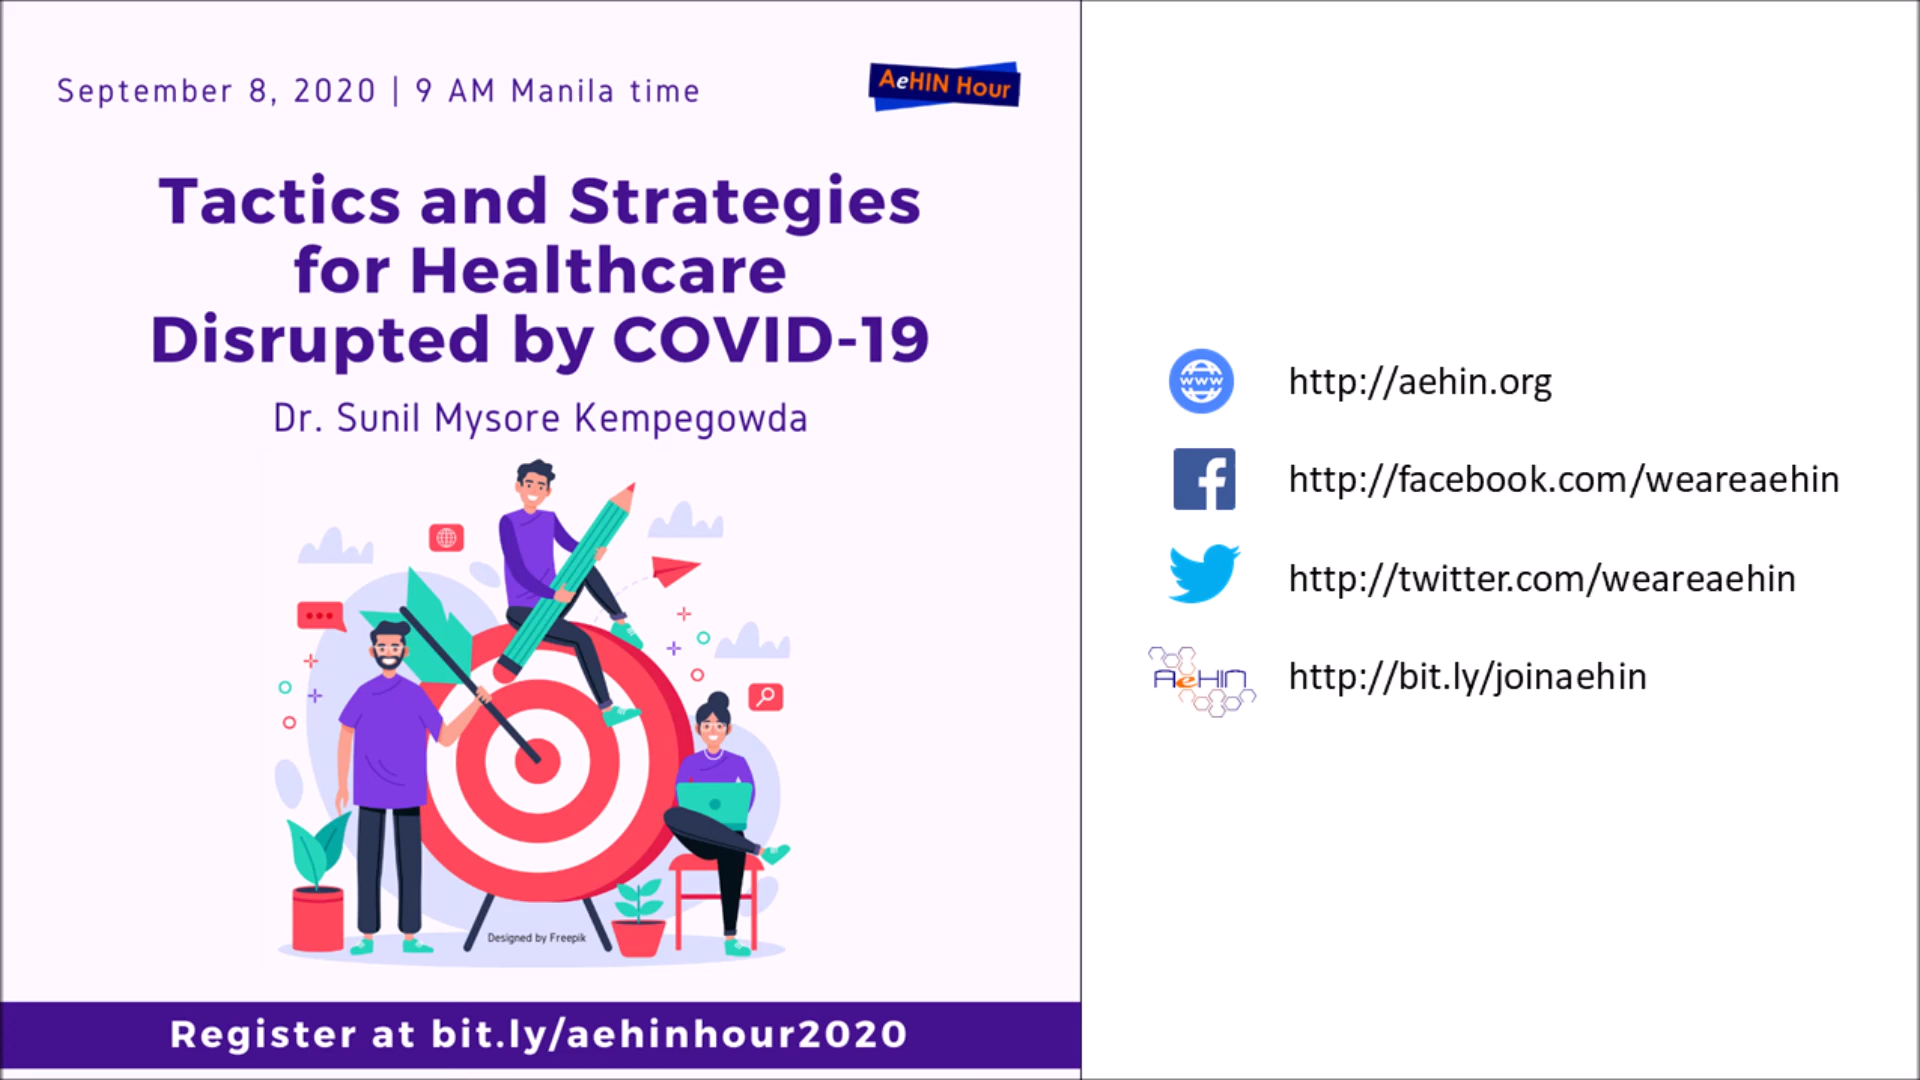 September 8, 2020 | 9 AM Manila time
AeHIN Hour
Tactics and Strategies
for Healthcare
Disrupted by COVID-19
Dr. Sunil Mysore Kempegowda
Designed by Freepik
Register at bit.ly/aehinhour2020
www
http://aehin.org
http://facebook.com/weareaehin
http://twitter.com/weareaehin
AeHIN
http://bit.ly/joinaehin